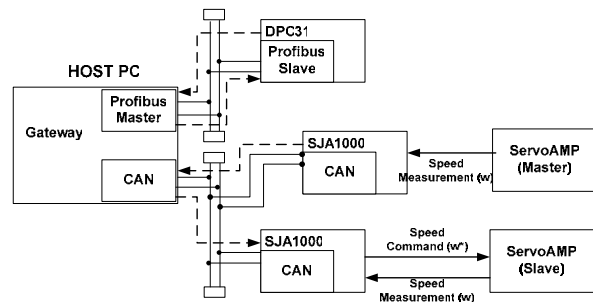 DPC31
Profibus
Slave
HOST PC
Profibus
Master
Gateway
CAN
SJA1000
CAN
Speed
Measurement (w)
ServoAMP
(Master)
SJA1000
CAN
Speed
Command (w*)
Speed
Measurement (w)
ServoAMP
(Slave)